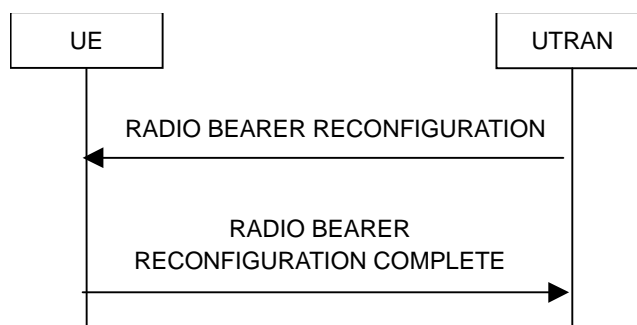 UE
UTRAN
RADIO BEARER RECONFIGURATION
RADIO BEARER
RECONFIGURATION COMPLETE